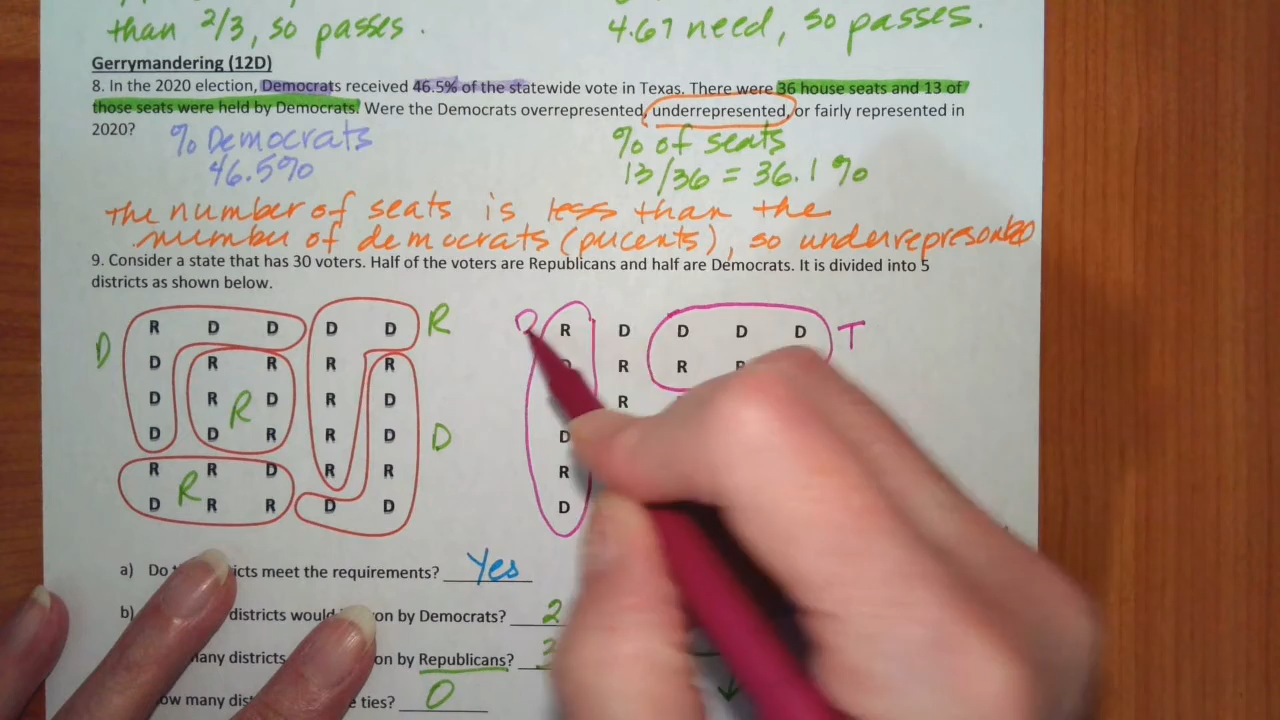 than 2/3, so passes.
4.67 need, so passes.
Gerrymandering (12D)
8. In the 2020 election, Democrats received 46.5% of the statewide vote in Texas. There were 36 house seats and 13 of
those seats were held by Democrats. Were the Democrats overrepresented, underrepresented, or fairly represented in
2020?
% Democrats
46.5%
% of seats
13/36 = 36.1%
the number of seats is less than the
number of democrats (percents), so underrepresented
9. Consider a state that has 30 voters. Half of the voters are Republicans and half are Democrats. It is divided into 5
districts as shown below.
R D D D D R
D D R R R R
D R D R D
D D R R D D
R R D R R
D R R D D
R
R
D R D D D T
R R
R
D
R
D
a) Do icts meet the requirements? Yes
b) districts would on by Democrats? 2
many districts on by Republicans? 3
ow many dis e ties? 0